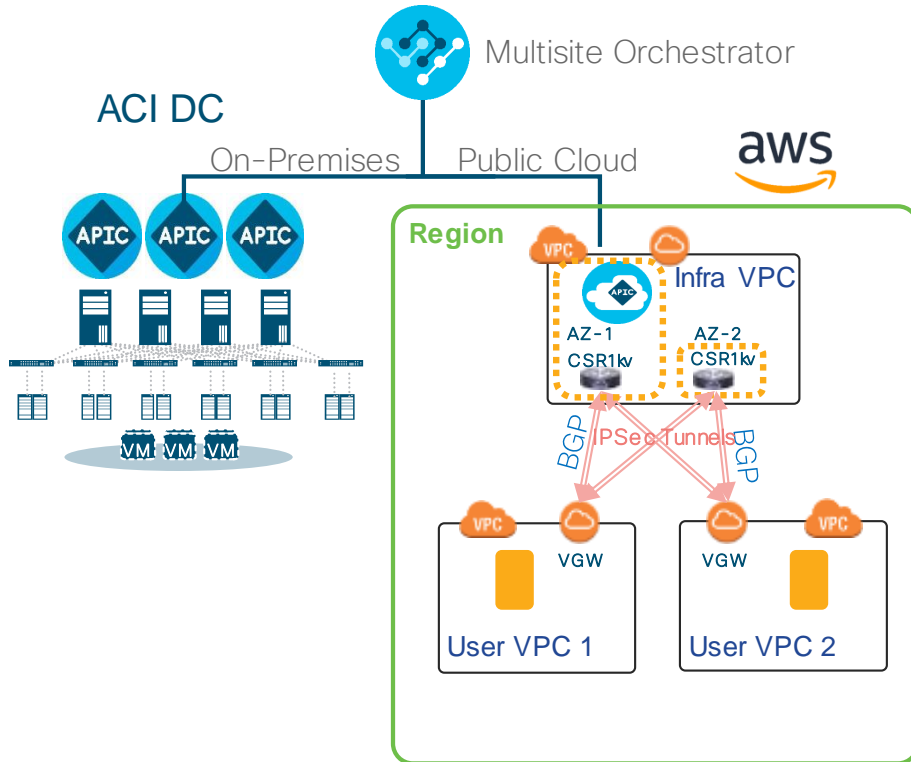 Multisite Orchestrator
ACI DC
On-Premises
Public Cloud
aws
APIC
APIC
APIC
Region
VPC
Infra VPC
APIC
AZ-1
AZ-2
CSR1kv
CSR1kv
BGP
IPSec Tunnels
BGP
VM
VM
VM
VPC
VPC
VGW
VGW
User VPC 1
User VPC 2